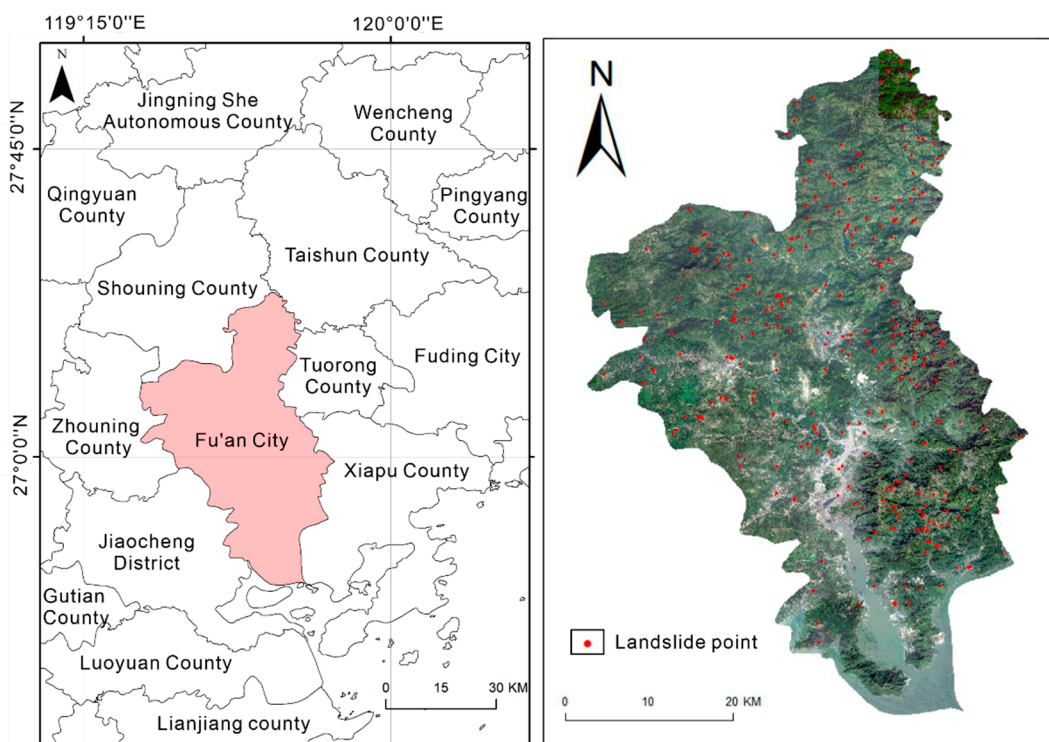 119°15'0''E
120°0'0''E
N
Jingning She
Autonomous County
Wencheng
County
27°45'0''N
Qingyuan
County
Pingyang
County
Taishun County
Shouning County
Tuorong
County
Fuding City
Zhouning
County
Fu'an City
27°0'0''N
Xiapu County
Jiaocheng
District
Gutian
County
Luoyuan County
0 15 30 KM
Lianjiang county
N
Landslide point
0 10 20 KM